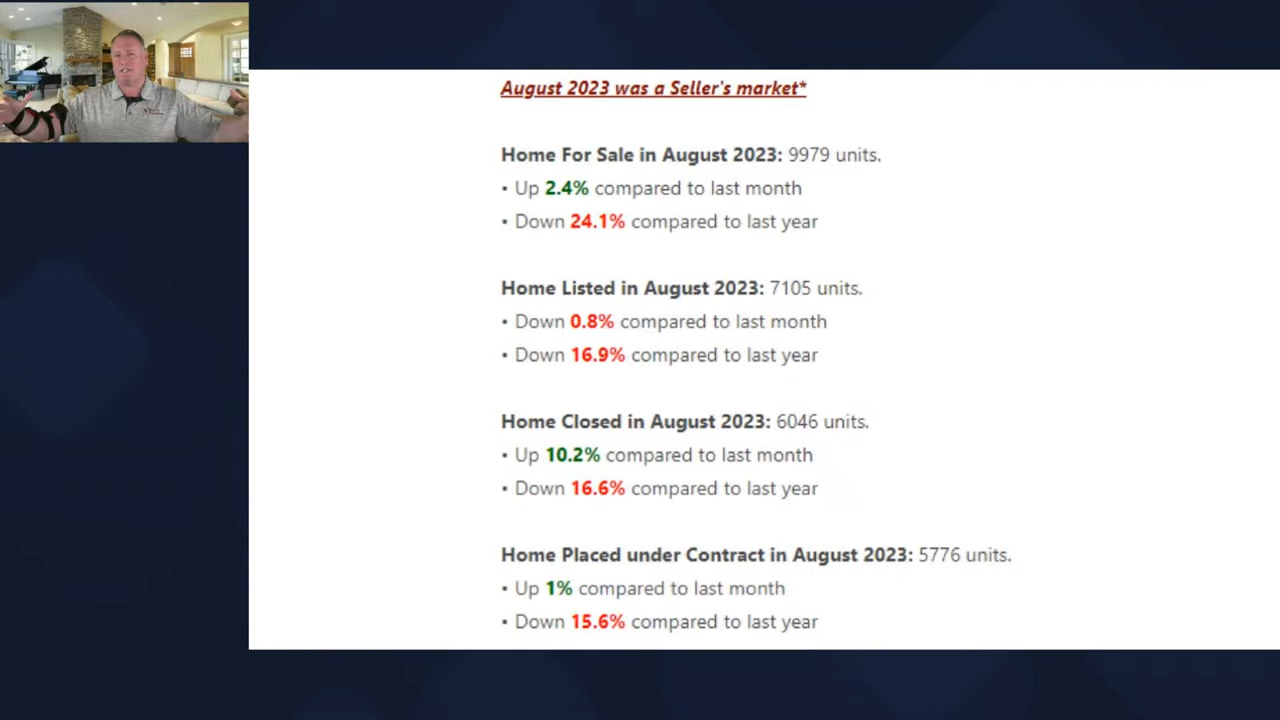 August 2023 was a Seller's market*
Home For Sale in August 2023: 9979 units.
• Up 2.4% compared to last month
• Down 24.1% compared to last year
Home Listed in August 2023: 7105 units.
• Down 0.8% compared to last month
• Down 16.9% compared to last year
Home Closed in August 2023: 6046 units.
• Up 10.2% compared to last month
• Down 16.6% compared to last year
Home Placed under Contract in August 2023: 5776 units.
• Up 1% compared to last month
• Down 15.6% compared to last year